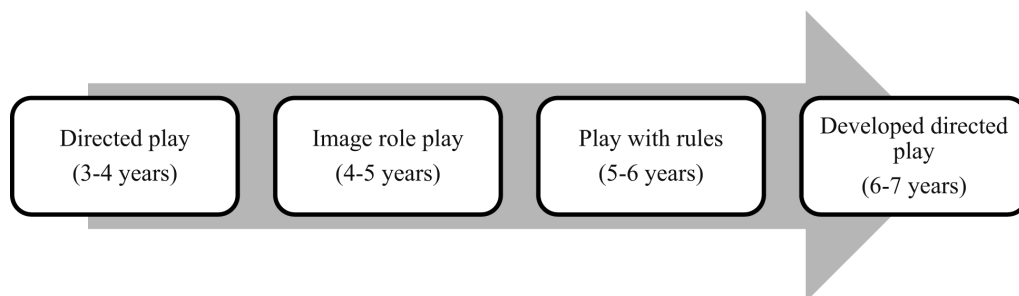 Directed play
(3-4 years)
Image role play
(4-5 years)
Play with rules
(5-6 years)
Developed directed
play
(6-7 years)